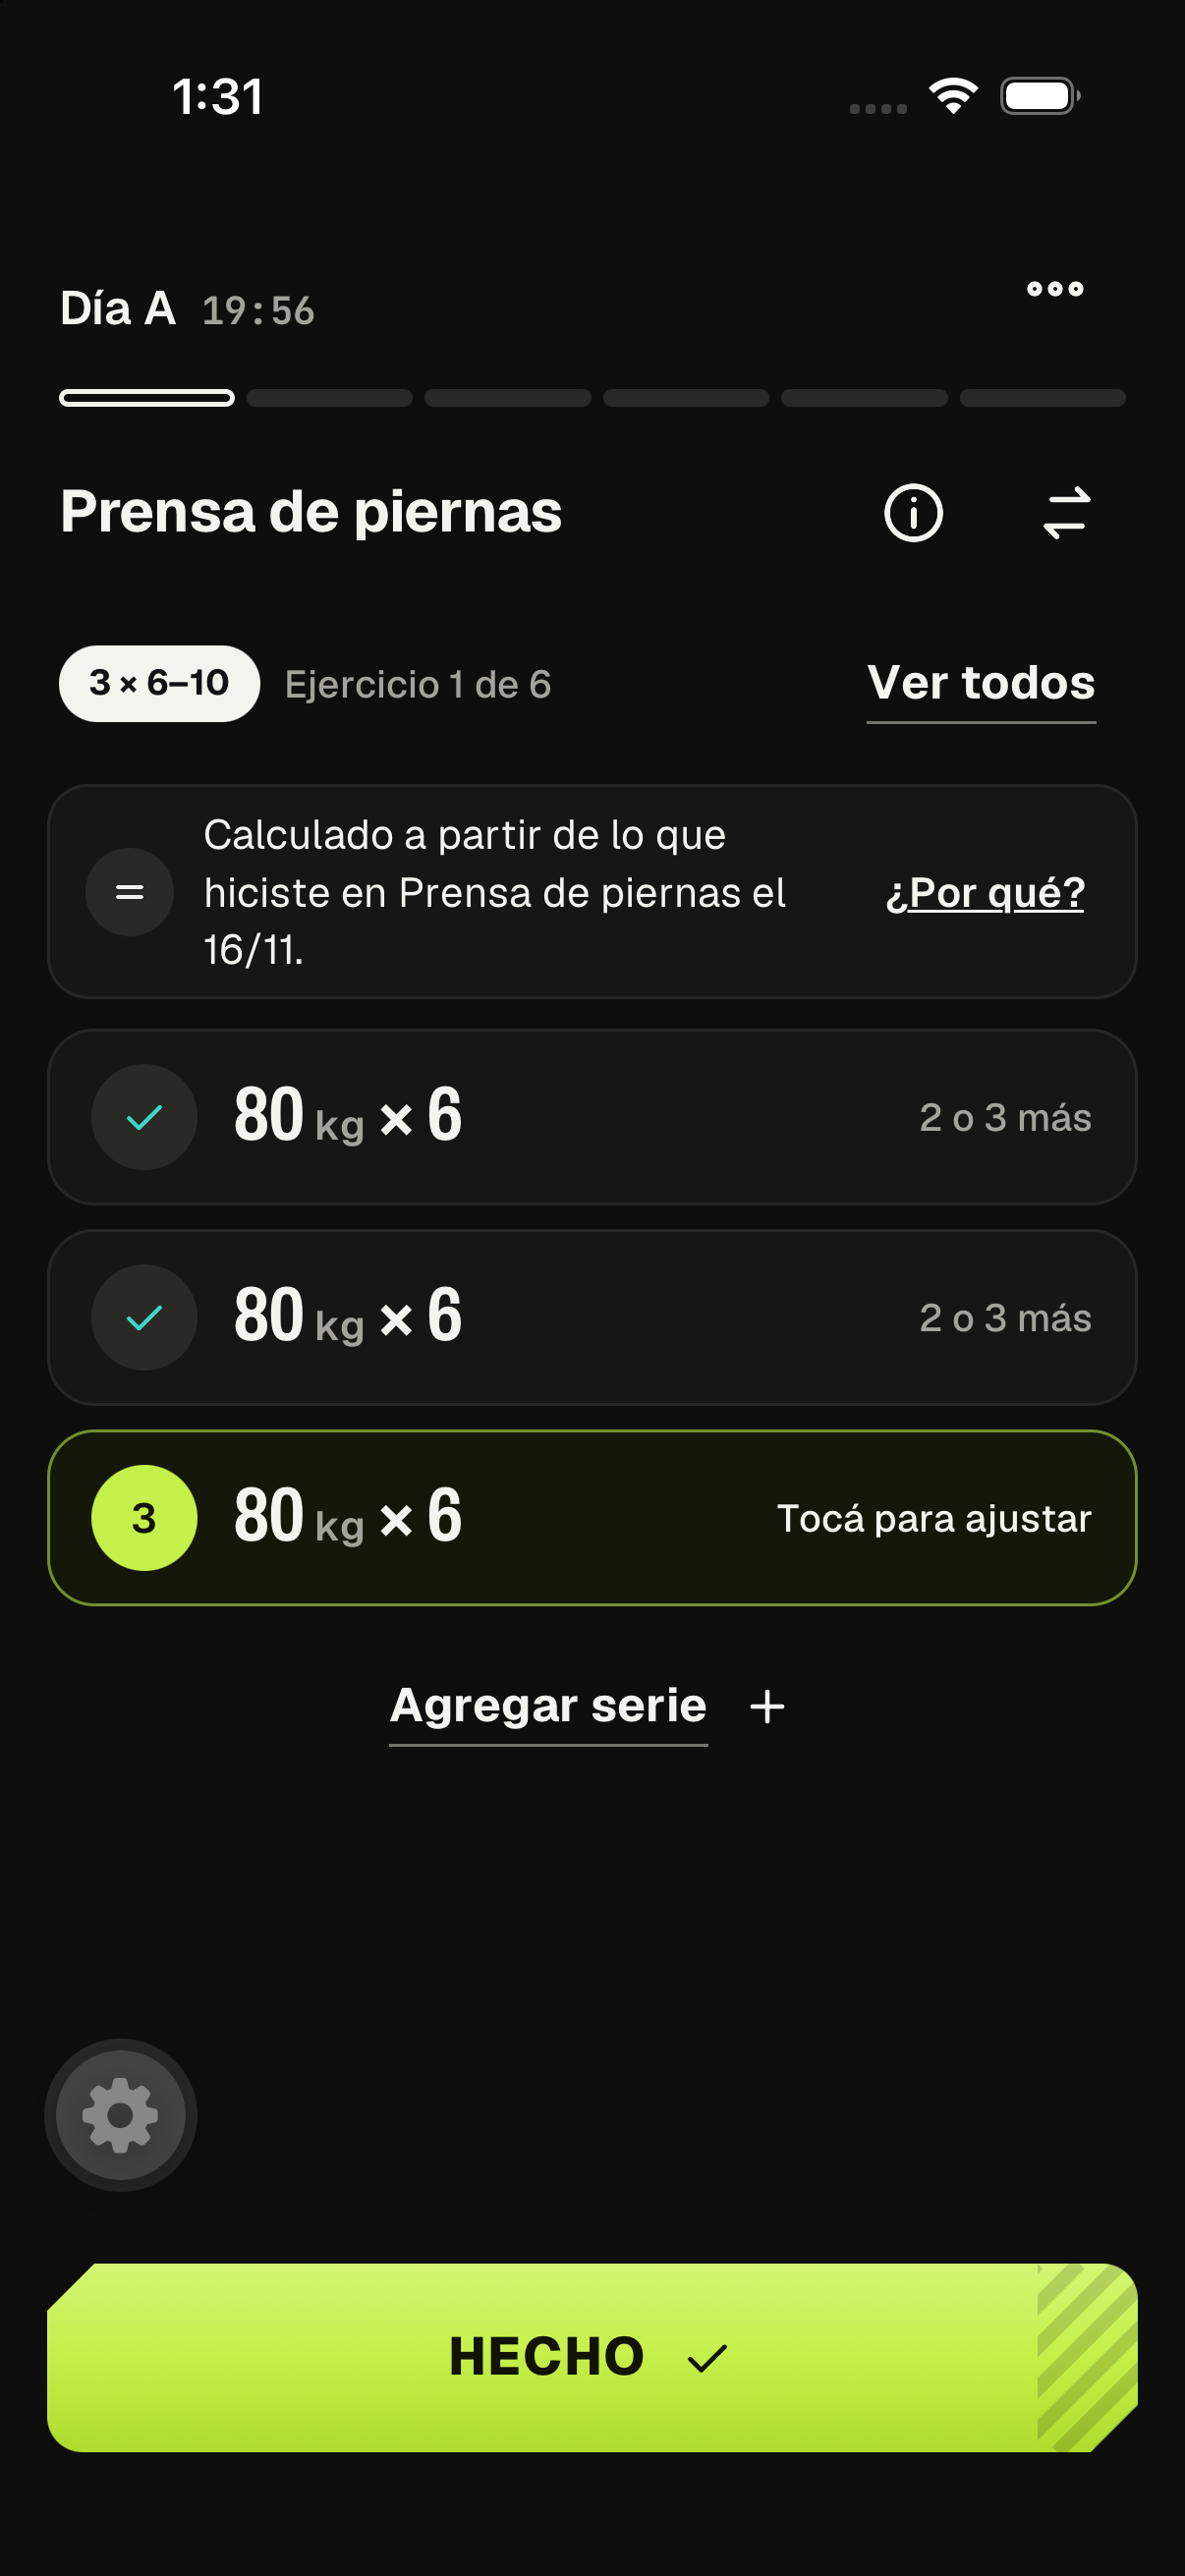 1:31
Día A 19:56
Prensa de piernas
3 × 6–10 Ejercicio 1 de 6 Ver todos
Calculado a partir de lo que
hiciste en Prensa de piernas el
16/11.
¿Por qué?
80 kg × 6 2 o 3 más
80 kg × 6 2 o 3 más
3 80 kg × 6 Tocá para ajustar
Agregar serie +
HECHO